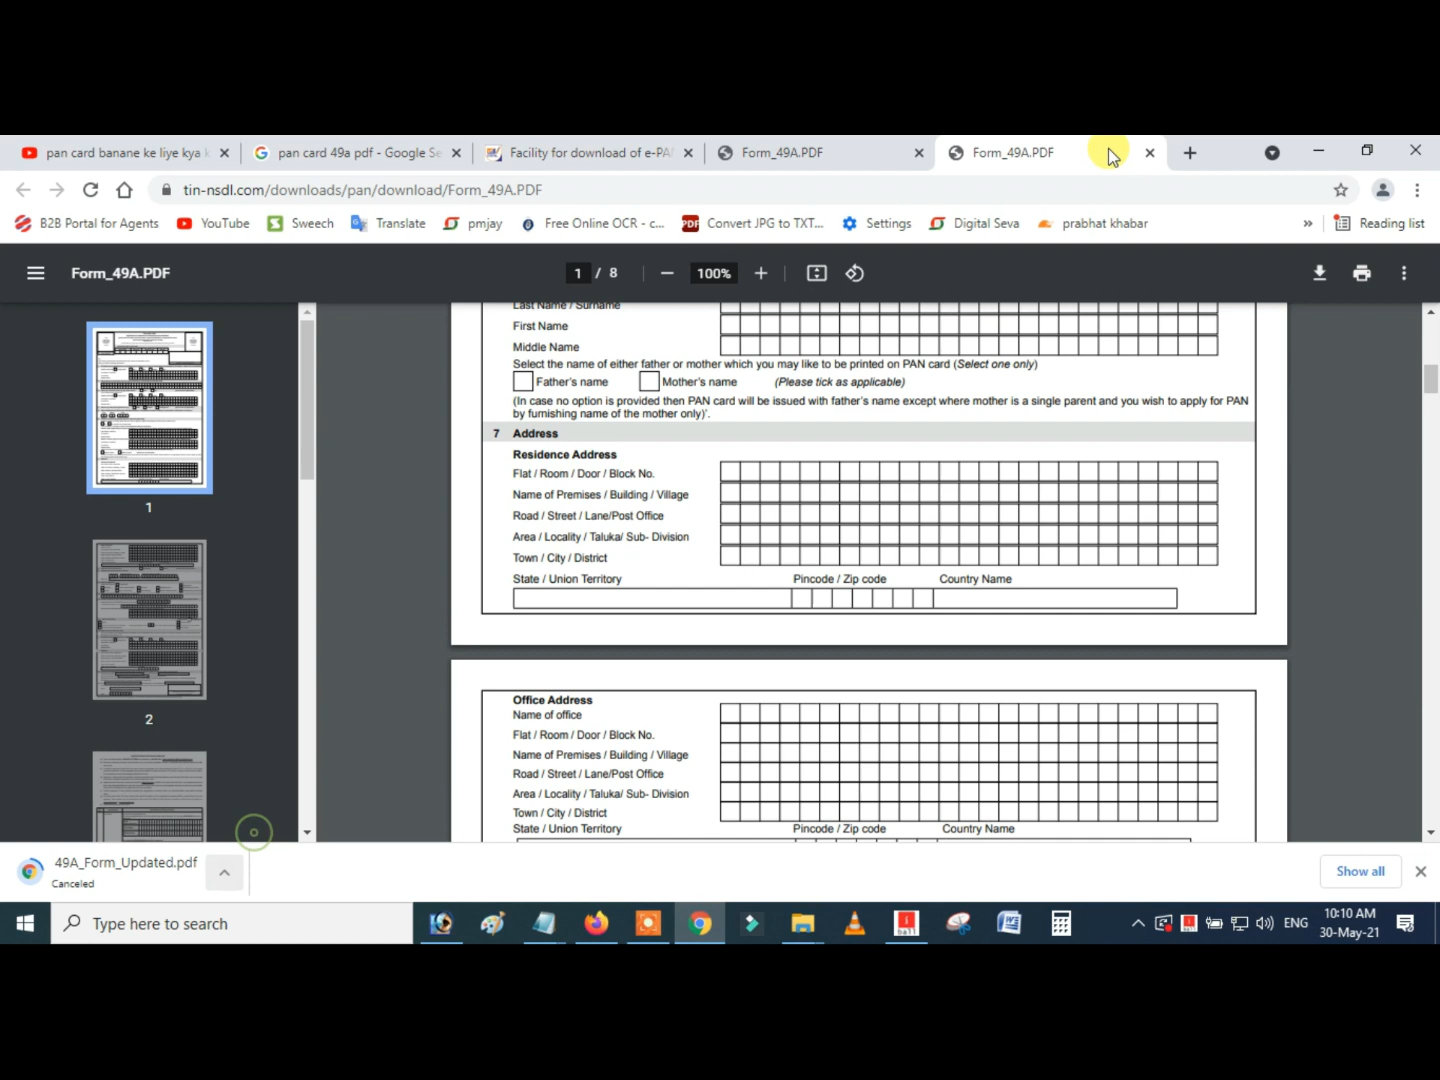 pan card banane ke liye kya k
pan card 49a pdf - Google Se
Facility for download of e-PAN
Form_49A.PDF
Form_49A.PDF
tin-nsdl.com/downloads/pan/download/Form_49A.PDF
B2B Portal for Agents
YouTube
Sweech
Translate
pmjay
Free Online OCR - c...
PDF
Convert JPG to TXT...
Settings
Digital Seva
prabhat khabar
»
Reading list
Form_49A.PDF
1 / 8
100%
Last Name / Surname
First Name
Middle Name
Select the name of either father or mother which you may like to be printed on PAN card (Select one only)
Father's name Mother's name (Please tick as applicable)
(In case no option is provided then PAN card will be issued with father's name except where mother is a single parent and you wish to apply for PAN
by furnishing name of the mother only)'.
7 Address
Residence Address
Flat / Room / Door / Block No.
Name of Premises / Building / Village
Road / Street / Lane/Post Office
Area / Locality / Taluka/ Sub- Division
Town / City / District
State / Union Territory Pincode / Zip code Country Name
1
2
Office Address
Name of office
Flat / Room / Door / Block No.
Name of Premises / Building / Village
Road / Street / Lane/Post Office
Area / Locality / Taluka/ Sub- Division
Town / City / District
State / Union Territory Pincode / Zip code Country Name
49A_Form_Updated.pdf
Canceled
Show all
Type here to search
ball
ENG
10:10 AM
30-May-21